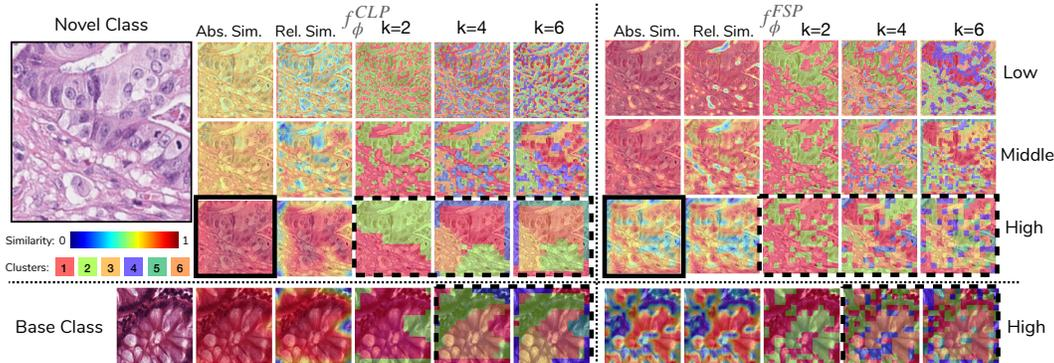 Novel Class
Abs. Sim. Rel. Sim. f_ϕ^CLP k=2 k=4 k=6
Abs. Sim. Rel. Sim. f_ϕ^FSP k=2 k=4 k=6
Low
Middle
High
Similarity: 0 1
Clusters: 1 2 3 4 5 6
Base Class
High